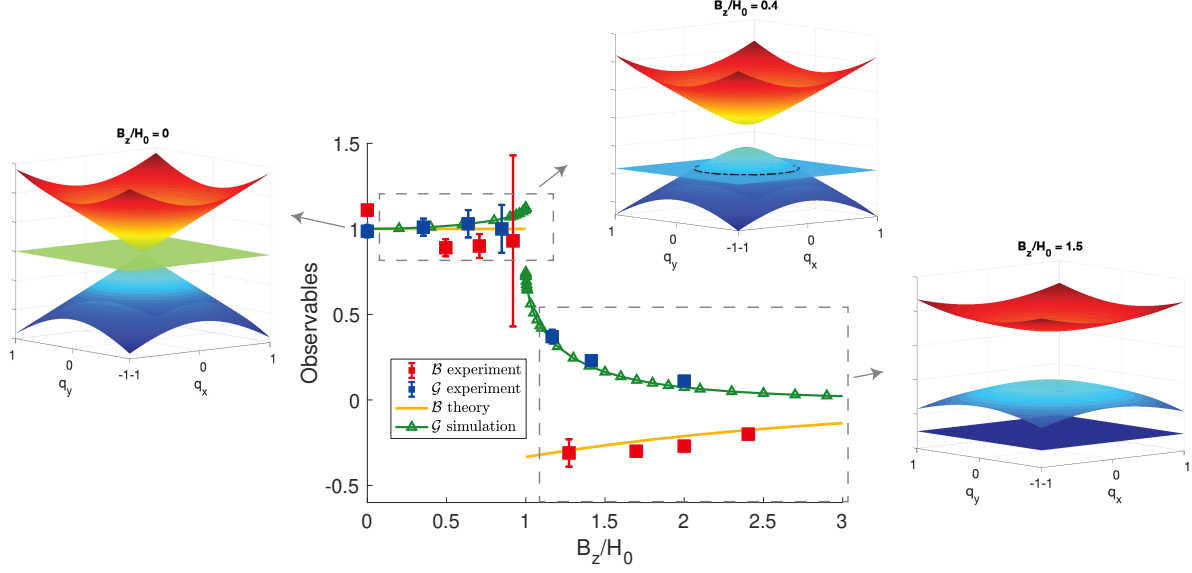 B_z/H_0 = 0.4
1
0
-1
-1
0
1
q_y
q_x
B_z/H_0 = 0
1
0
-1
-1
0
1
q_y
q_x
1.5
1
0.5
0
-0.5
Observables
B experiment
G experiment
B theory
G simulation
0
0.5
1
1.5
2
2.5
3
B_z/H_0
B_z/H_0 = 1.5
1
0
-1
-1
0
1
q_y
q_x